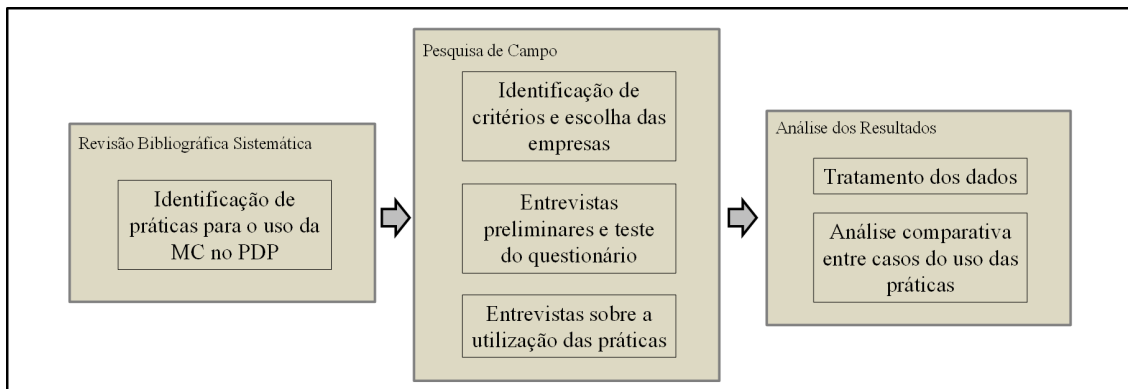 Revisão Bibliográfica Sistemática
Identificação de
práticas para o uso da
MC no PDP
Pesquisa de Campo
Identificação de
critérios e escolha das
empresas
Entrevistas
preliminares e teste
do questionário
Entrevistas sobre a
utilização das práticas
Análise dos Resultados
Tratamento dos dados
Análise comparativa
entre casos do uso das
práticas